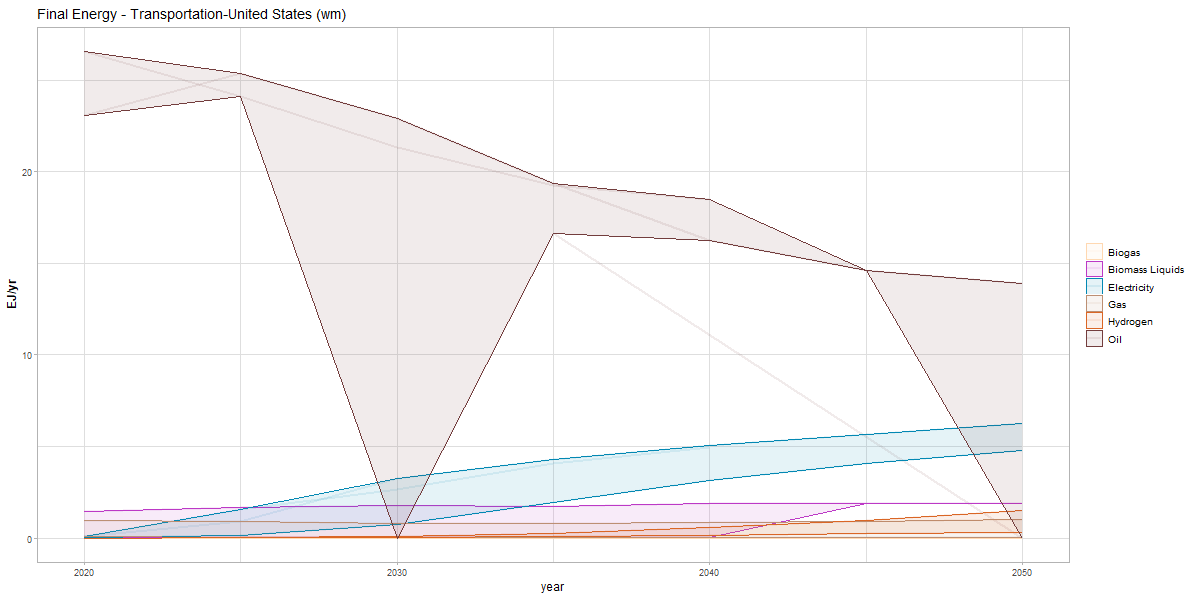 Final Energy - Transportation-United States (wm)
EJ/yr
20
10
0
2020
2030
2040
2050
year
Biogas
Biomass Liquids
Electricity
Gas
Hydrogen
Oil